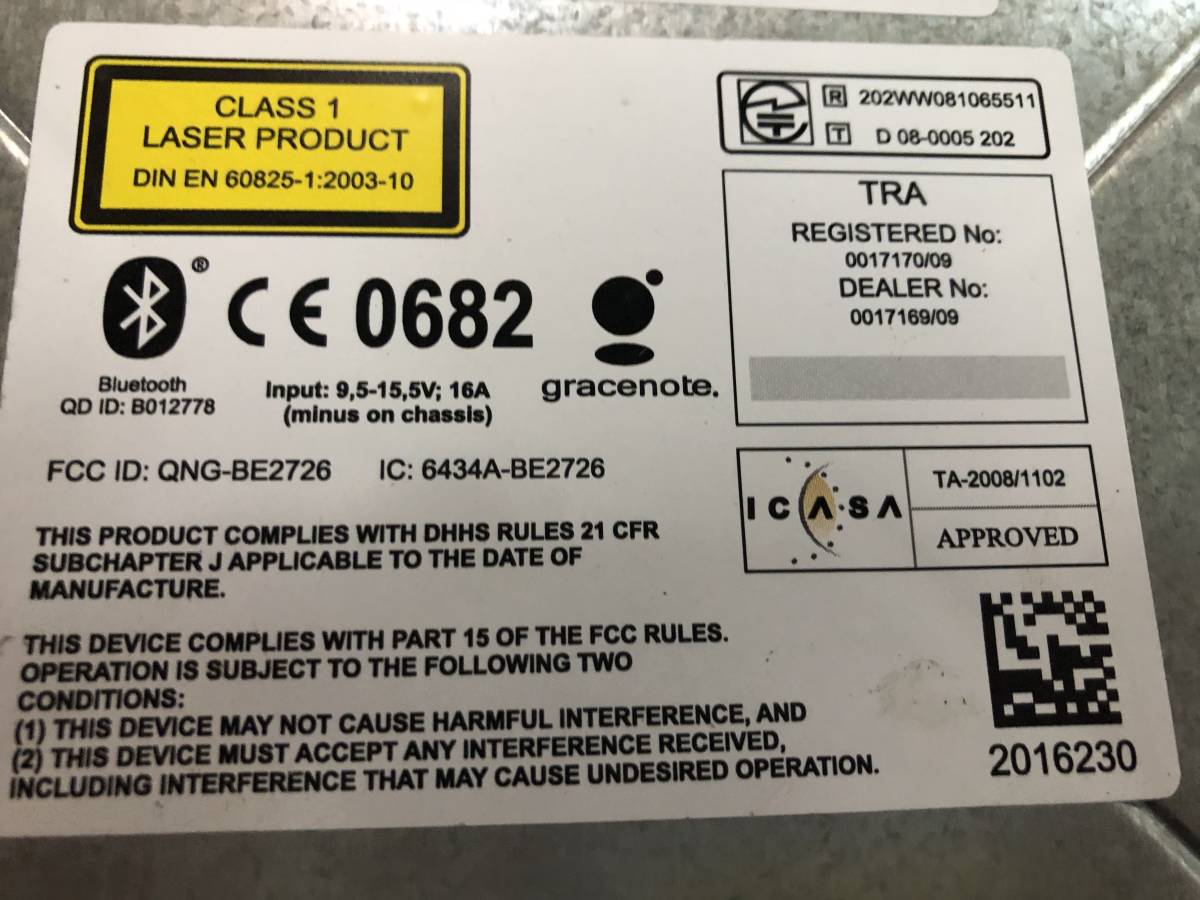 CLASS 1
LASER PRODUCT
DIN EN 60825-1:2003-10
R 202WW081065511
T D 08-0005 202
TRA
REGISTERED No:
0017170/09
DEALER No:
0017169/09
®
CE 0682
Bluetooth
QD ID: B012778
Input: 9,5-15,5V; 16A
(minus on chassis)
gracenote.
FCC ID: QNG-BE2726 IC: 6434A-BE2726
ICASA
TA-2008/1102
APPROVED
THIS PRODUCT COMPLIES WITH DHHS RULES 21 CFR
SUBCHAPTER J APPLICABLE TO THE DATE OF
MANUFACTURE.
THIS DEVICE COMPLIES WITH PART 15 OF THE FCC RULES.
OPERATION IS SUBJECT TO THE FOLLOWING TWO
CONDITIONS:
(1) THIS DEVICE MAY NOT CAUSE HARMFUL INTERFERENCE, AND
(2) THIS DEVICE MUST ACCEPT ANY INTERFERENCE RECEIVED,
INCLUDING INTERFERENCE THAT MAY CAUSE UNDESIRED OPERATION.
2016230